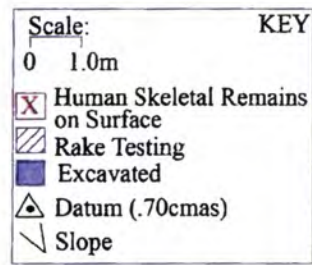 Scale: KEY
0 1.0m
X Human Skeletal Remains
on Surface
Rake Testing
Excavated
Datum (.70cmas)
Slope